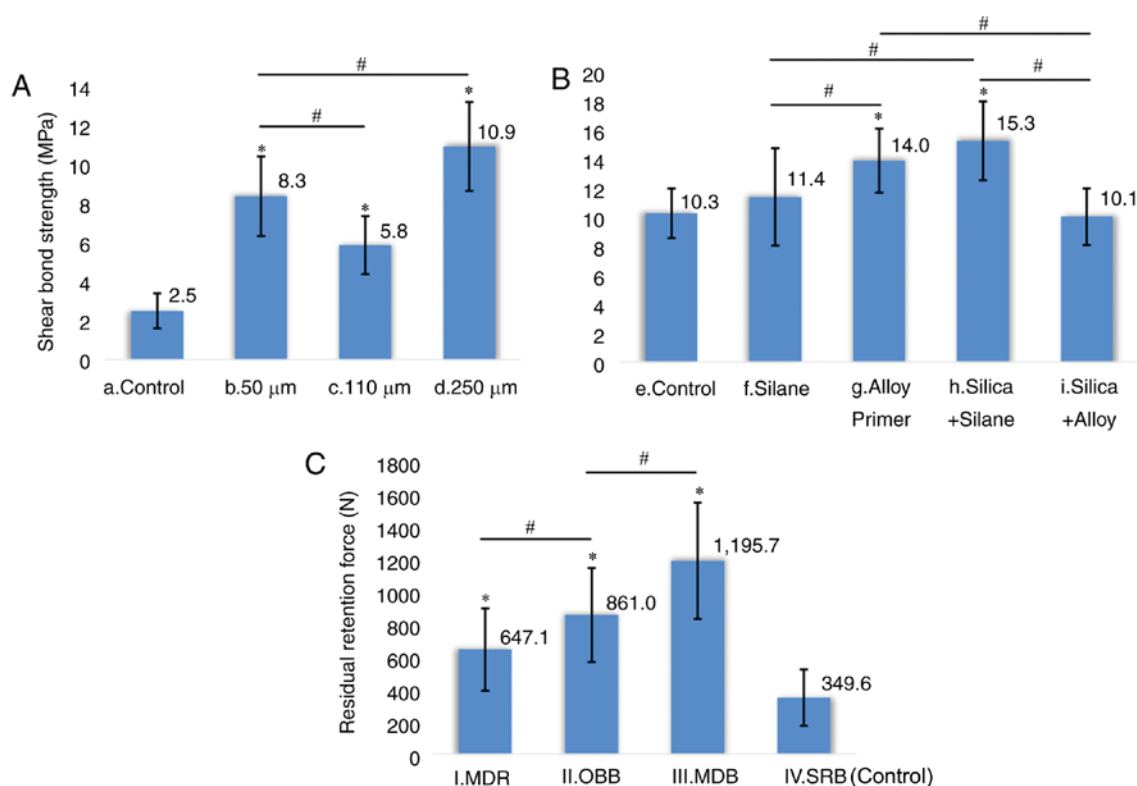 A
Shear bond strength (MPa)
14
12
10
8
6
4
2
0
#
#
*
*
*
2.5
8.3
5.8
10.9
a.Control
b.50 μm
c.110 μm
d.250 μm
B
20
18
16
14
12
10
8
6
4
2
0
#
#
#
#
*
*
10.3
11.4
14.0
15.3
10.1
e.Control
f.Silane
g.Alloy
Primer
h.Silica
+Silane
i.Silica
+Alloy
C
Residual retention force (N)
1800
1600
1400
1200
1000
800
600
400
200
0
#
#
*
*
*
647.1
861.0
1,195.7
349.6
I.MDR
II.OBB
III.MDB
IV.SRB (Control)